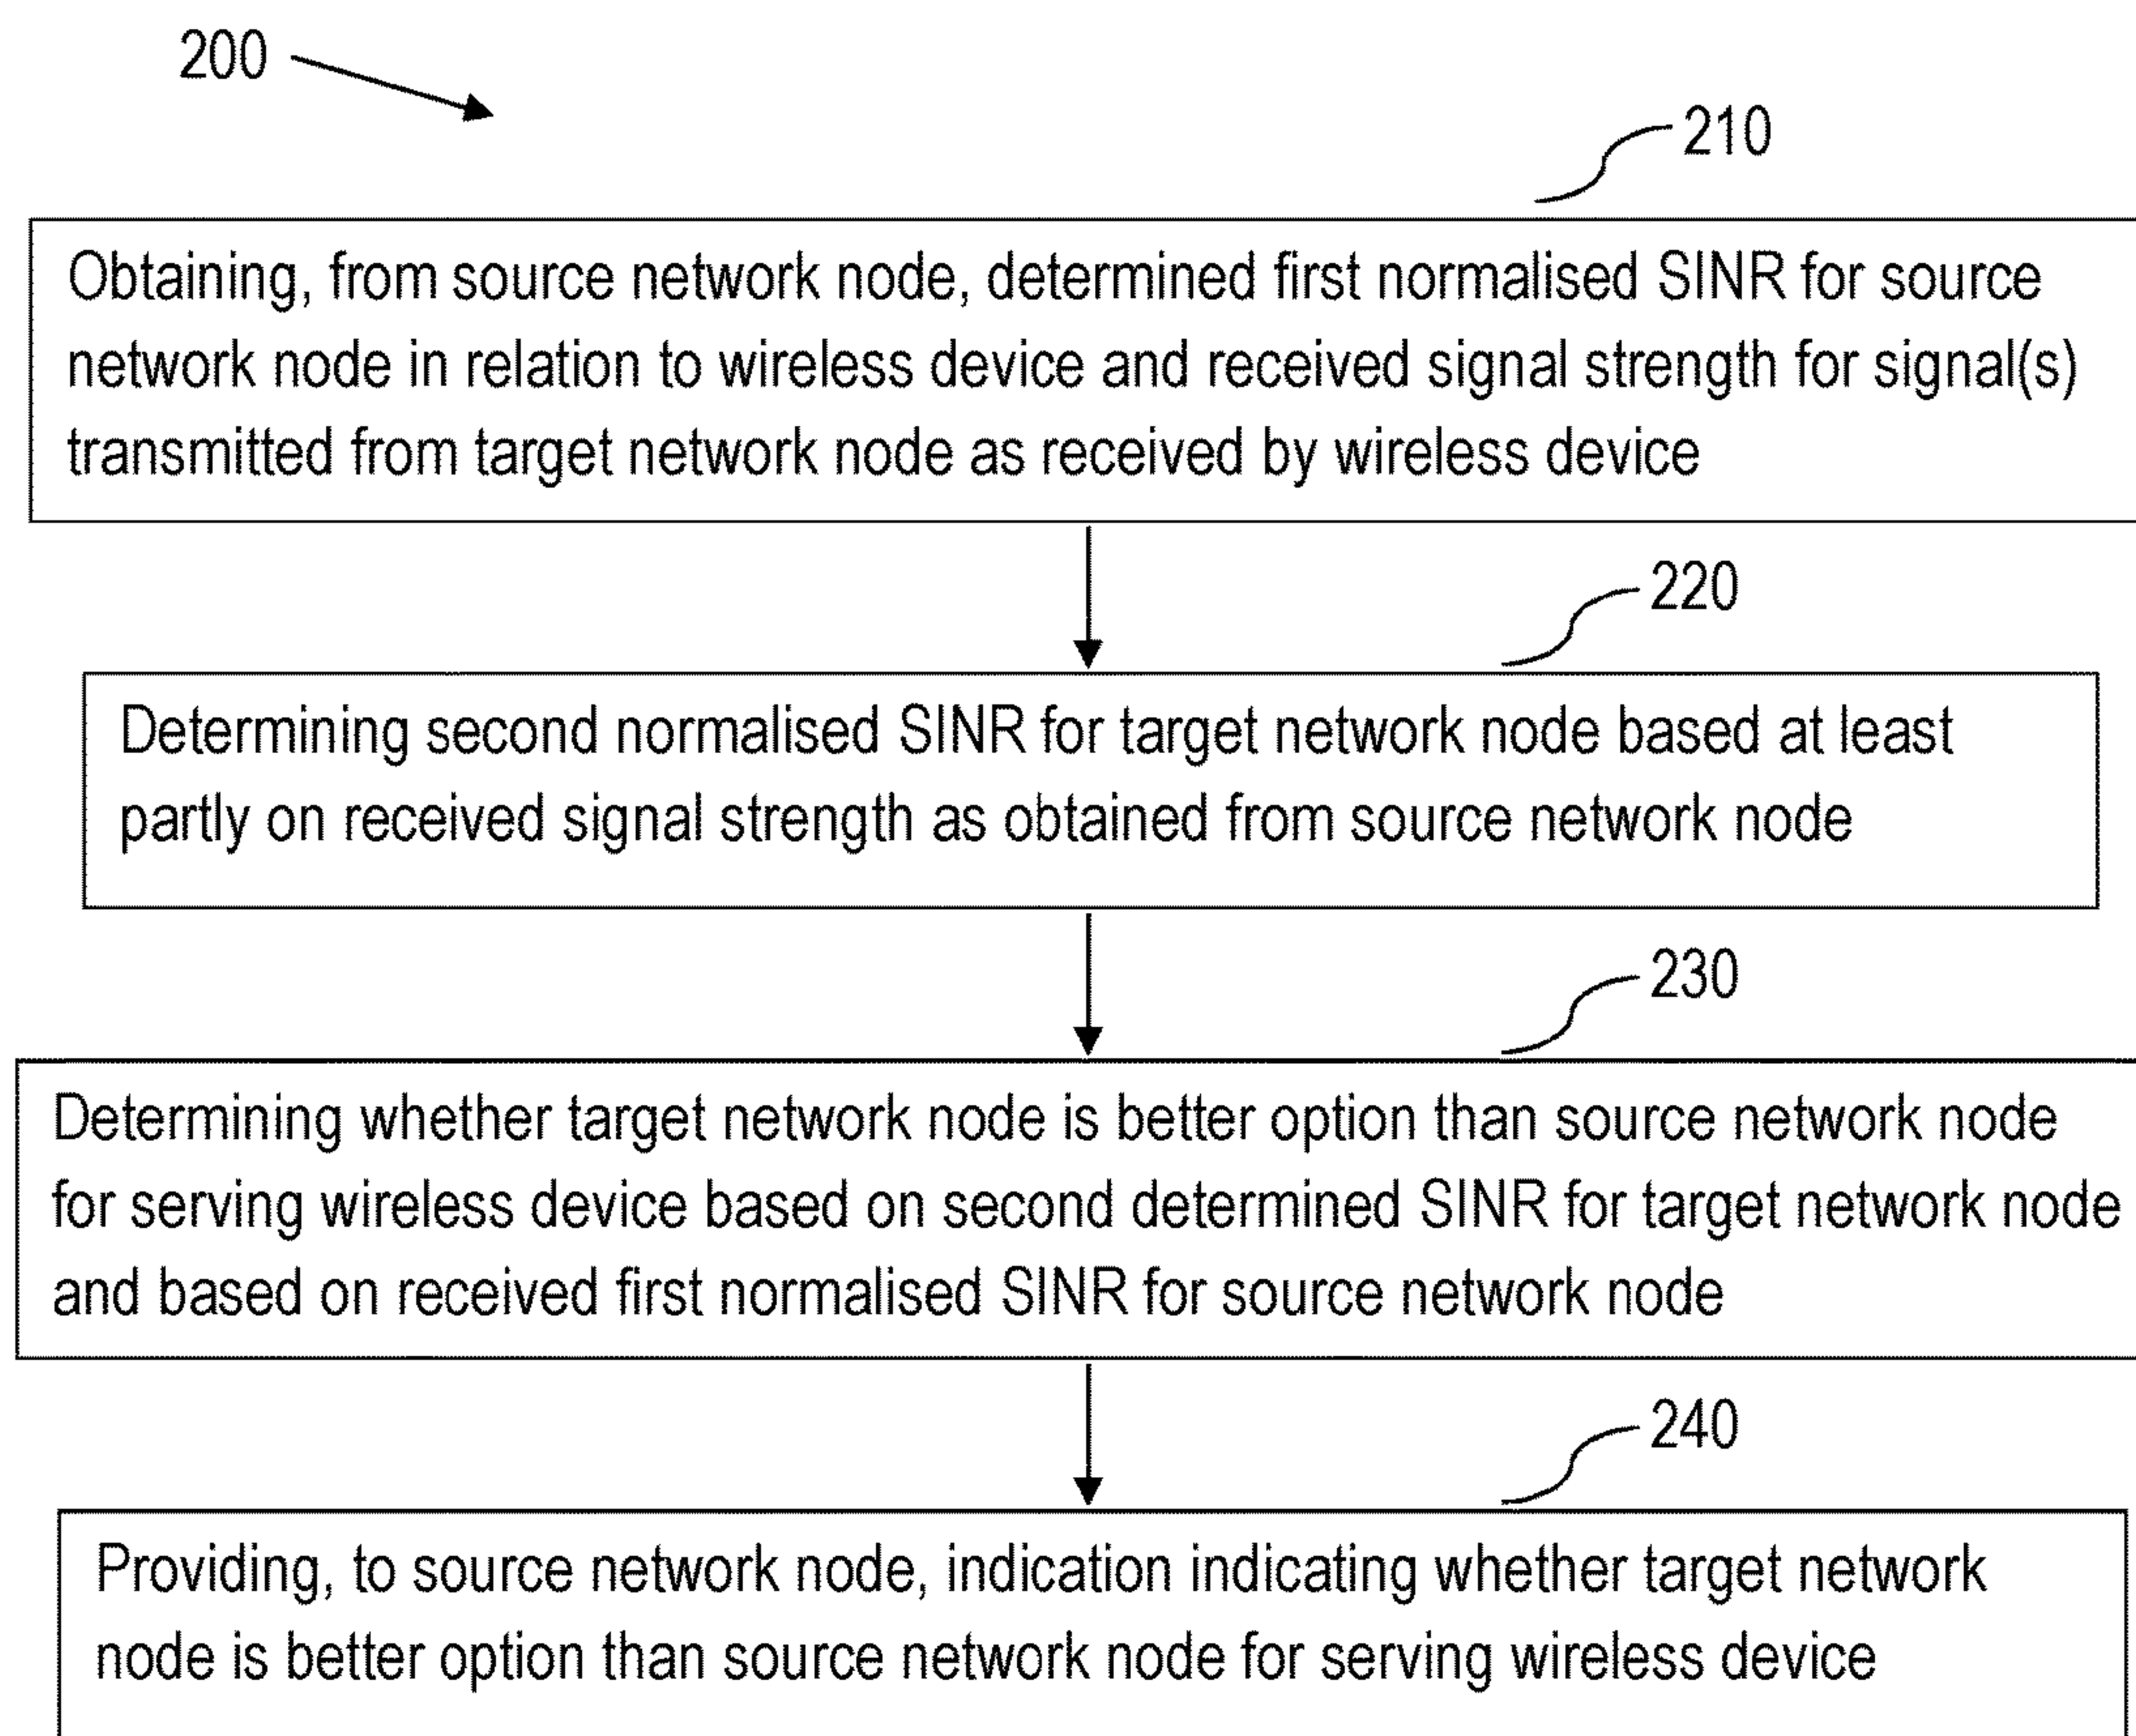 200
210
Obtaining, from source network node, determined first normalised SINR for source
network node in relation to wireless device and received signal strength for signal(s)
transmitted from target network node as received by wireless device
220
Determining second normalised SINR for target network node based at least
partly on received signal strength as obtained from source network node
230
Determining whether target network node is better option than source network node
for serving wireless device based on second determined SINR for target network node
and based on received first normalised SINR for source network node
240
Providing, to source network node, indication indicating whether target network
node is better option than source network node for serving wireless device